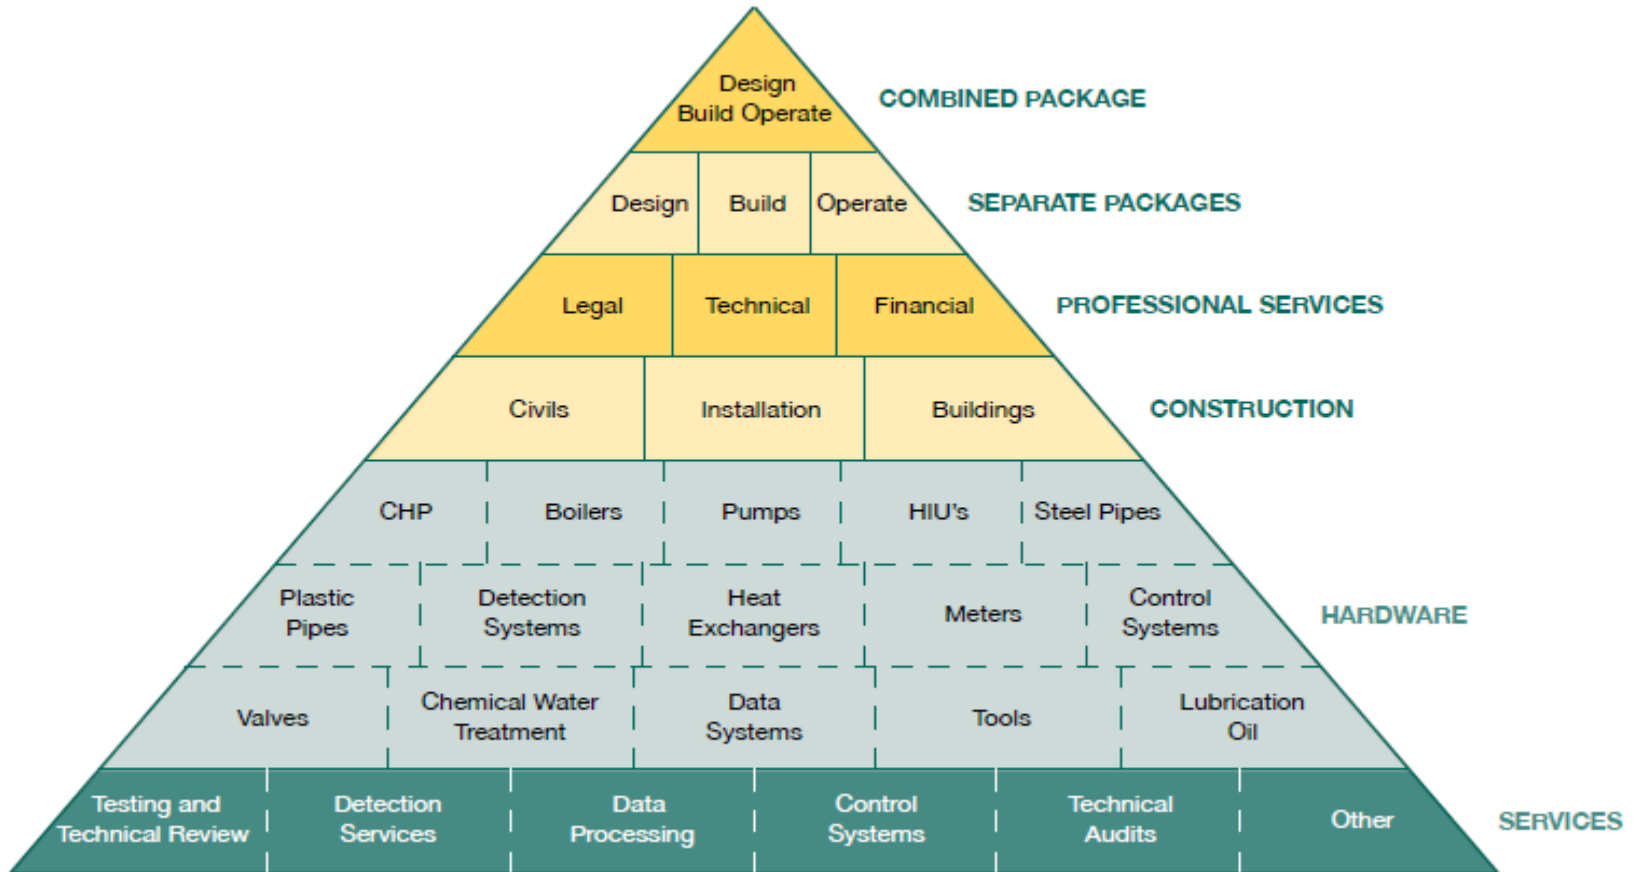 Design
Build Operate
COMBINED PACKAGE
Design
Build
Operate
SEPARATE PACKAGES
Legal
Technical
Financial
PROFESSIONAL SERVICES
Civils
Installation
Buildings
CONSTRUCTION
CHP
Boilers
Pumps
HIU's
Steel Pipes
Plastic
Pipes
Detection
Systems
Heat
Exchangers
Meters
Control
Systems
HARDWARE
Valves
Chemical Water
Treatment
Data
Systems
Tools
Lubrication
Oil
Testing and
Technical Review
Detection
Services
Data
Processing
Control
Systems
Technical
Audits
Other
SERVICES